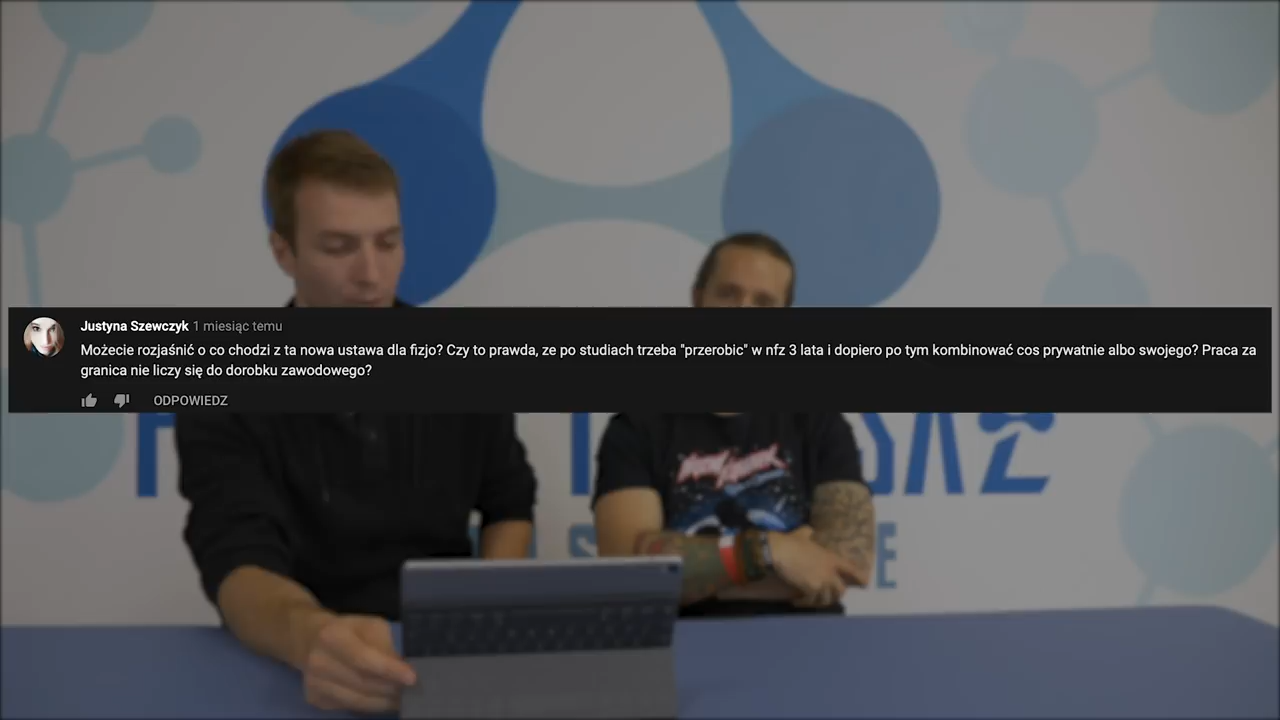 Justyna Szewczyk 1 miesiąc temu
Możecie rozjaśnić o co chodzi z ta nowa ustawa dla fizjo? Czy to prawda, ze po studiach trzeba "przerobic" w nfz 3 lata i dopiero po tym kombinować cos prywatnie albo swojego? Praca za
granica nie liczy się do dorobku zawodowego?
ODPOWIEDZ